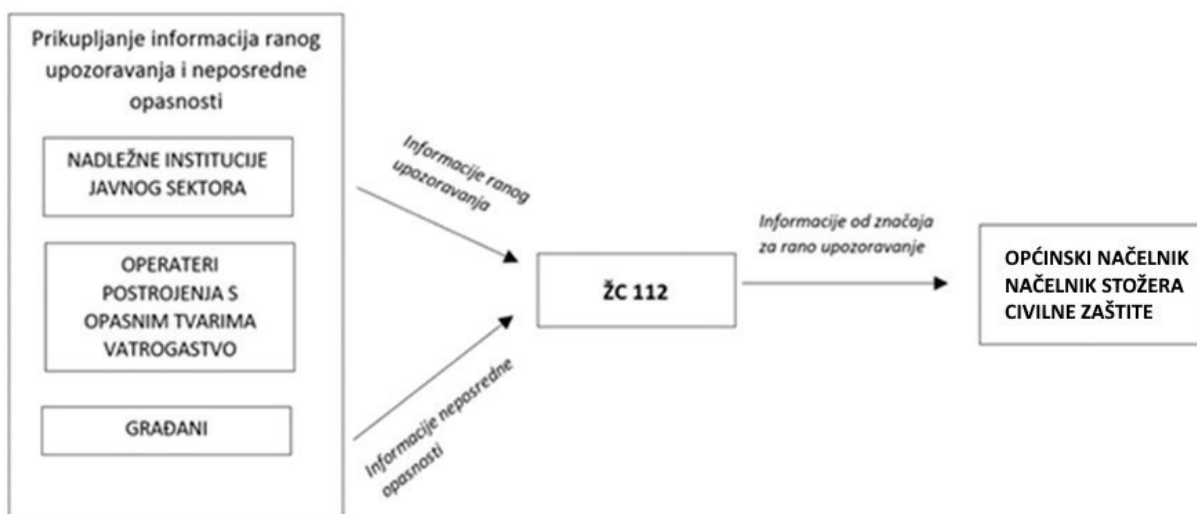 Prikupljanje informacija ranog
upozoravanja i neposredne
opasnosti
NADLEŽNE INSTITUCIJE
JAVNOG SEKTORA
OPERATERI
POSTROJENJA S
OPASNIM TVARIMA
VATROGASTVO
GRAĐANI
Informacije ranog
upozoravanja
Informacije neposredne
opasnosti
ŽC 112
Informacije od značaja
za rano upozoravanje
OPĆINSKI NAČELNIK
NAČELNIK STOŽERA
CIVILNE ZAŠTITE